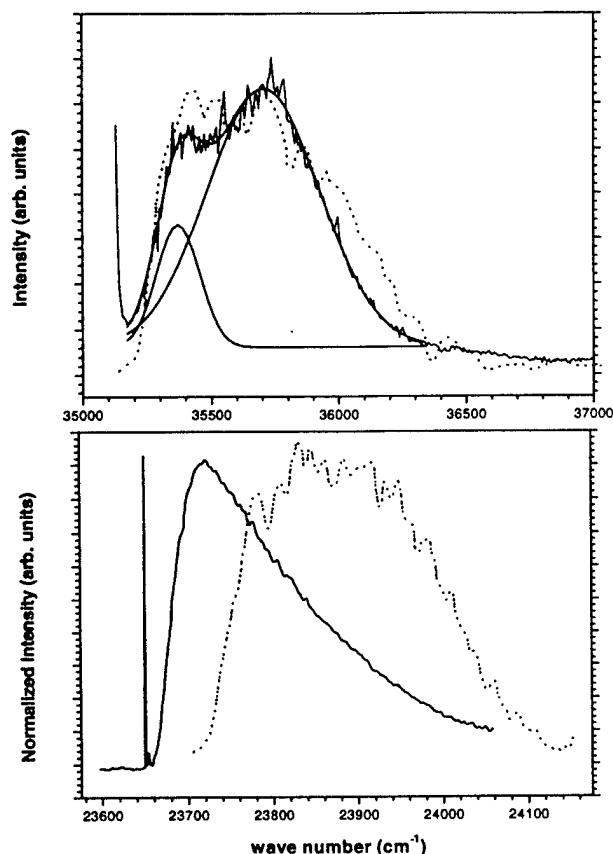 Intensity (arb. units)
35000 35500 36000 36500 37000
Normalized Intensity (arb. units)
23600 23700 23800 23900 24000 24100
wave number (cm⁻¹)